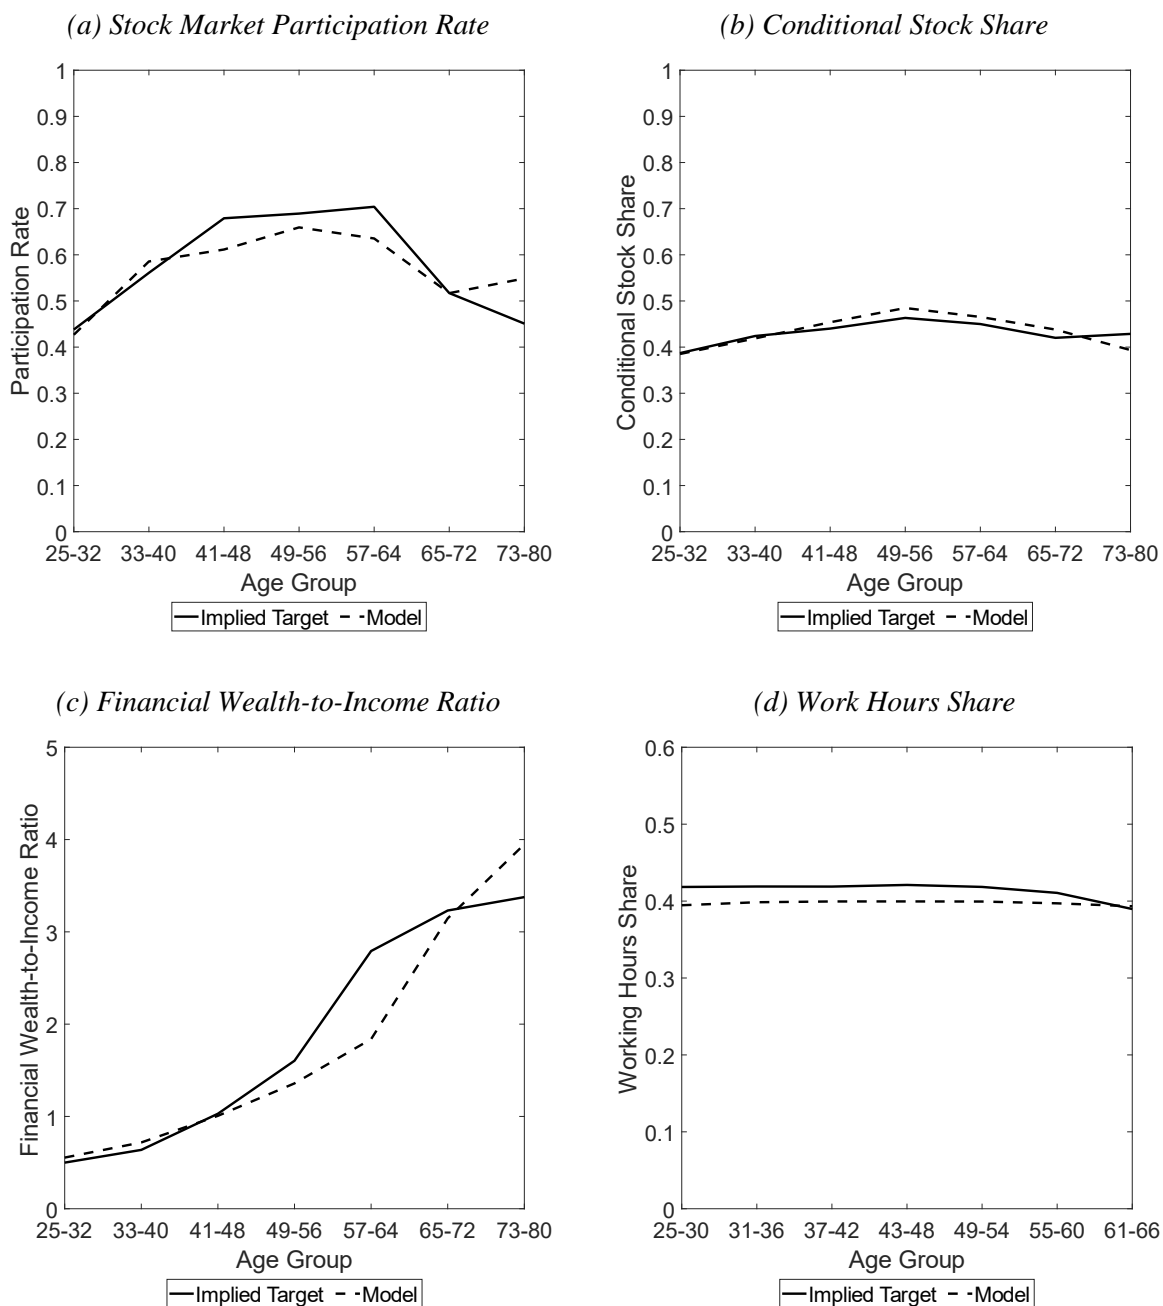 (a) Stock Market Participation Rate
1
0.9
0.8
0.7
0.6
0.5
0.4
0.3
0.2
0.1
0
Participation Rate
25-32 33-40 41-48 49-56 57-64 65-72 73-80
Age Group
Implied Target Model
(b) Conditional Stock Share
1
0.9
0.8
0.7
0.6
0.5
0.4
0.3
0.2
0.1
0
Conditional Stock Share
25-32 33-40 41-48 49-56 57-64 65-72 73-80
Age Group
Implied Target Model
(c) Financial Wealth-to-Income Ratio
5
4
3
2
1
0
Financial Wealth-to-Income Ratio
25-32 33-40 41-48 49-56 57-64 65-72 73-80
Age Group
Implied Target Model
(d) Work Hours Share
0.6
0.5
0.4
0.3
0.2
0.1
0
Working Hours Share
25-30 31-36 37-42 43-48 49-54 55-60 61-66
Age Group
Implied Target Model